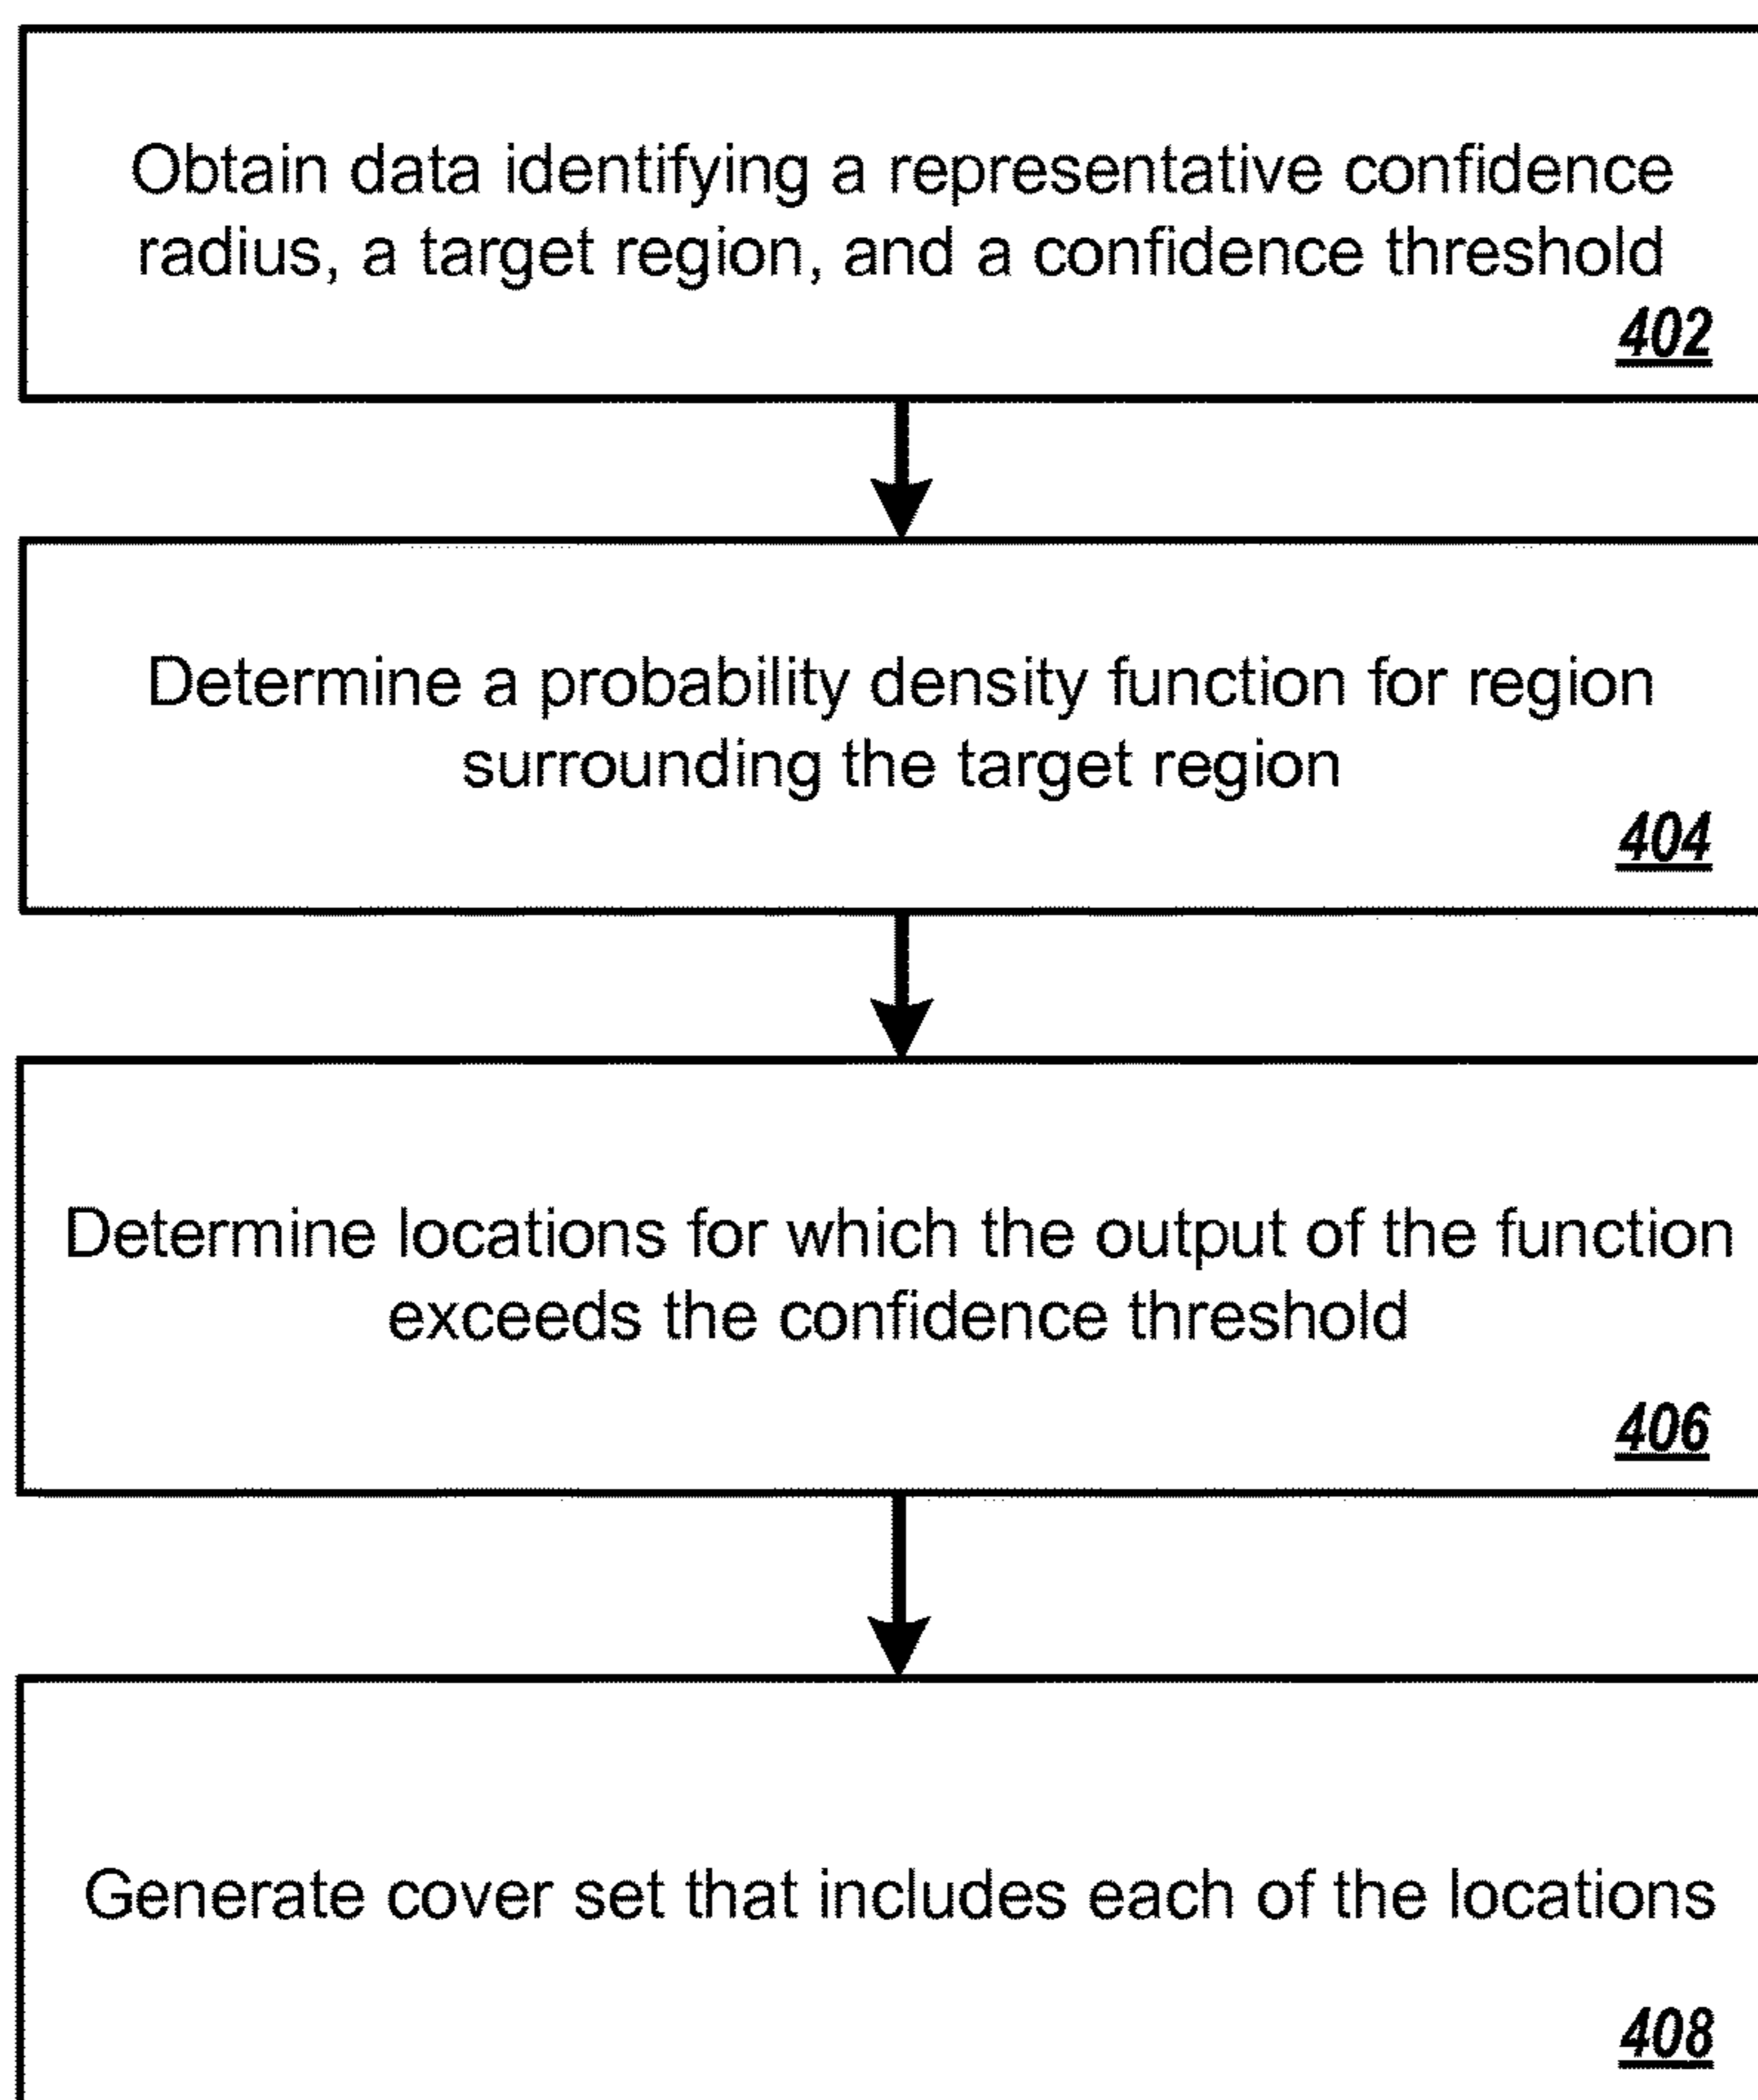 Obtain data identifying a representative confidence
radius, a target region, and a confidence threshold
402
Determine a probability density function for region
surrounding the target region
404
Determine locations for which the output of the function
exceeds the confidence threshold
406
Generate cover set that includes each of the locations
408